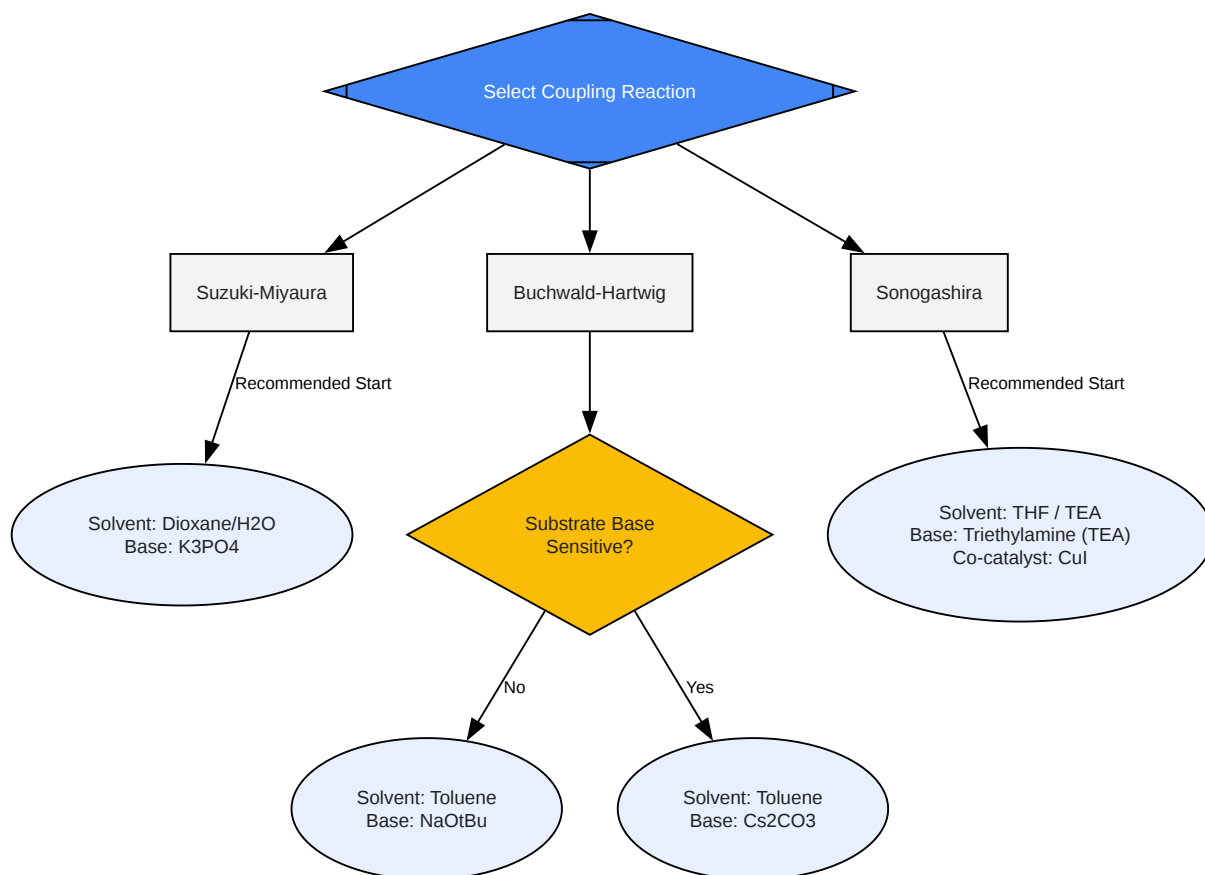 Select Coupling Reaction
Suzuki-Miyaura
Buchwald-Hartwig
Sonogashira
Recommended Start
Recommended Start
Solvent: Dioxane/H2O
Base: K3PO4
Substrate Base
Sensitive?
Solvent: THF / TEA
Base: Triethylamine (TEA)
Co-catalyst: CuI
No
Yes
Solvent: Toluene
Base: NaOtBu
Solvent: Toluene
Base: Cs2CO3